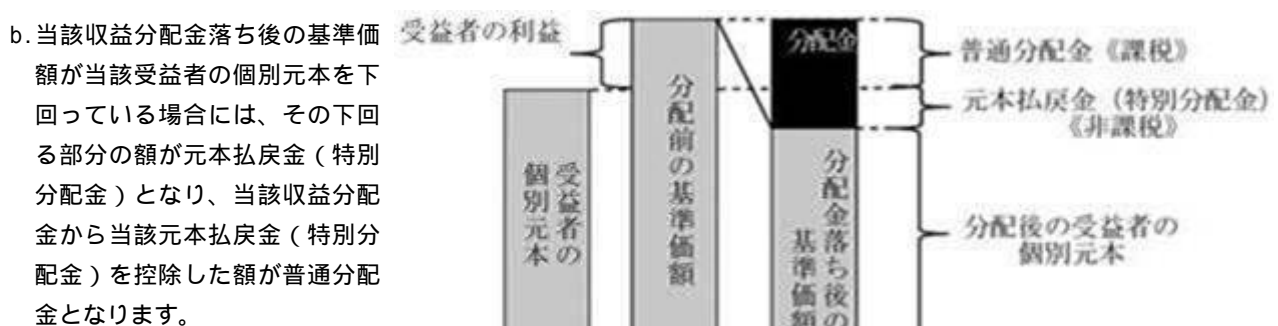 b.当該収益分配金落ち後の基準価
額が当該受益者の個別元本を下
回っている場合には、その下回
る部分の額が元本払戻金(特別
分配金)となり、当該収益分配
金から当該元本払戻金(特別分
配金)を控除した額が普通分配
金となります。
受益者の利益
受益者の
個別元本
分配前の基準価額
分配金
分配金落ち後の
基準価額
普通分配金《課税》
元本払戻金(特別分配金)
《非課税》
分配後の受益者の
個別元本